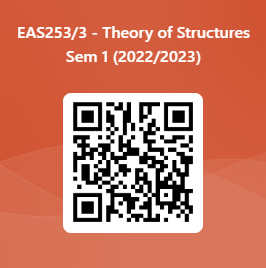 EAS253/3 - Theory of Structures
Sem 1 (2022/2023)